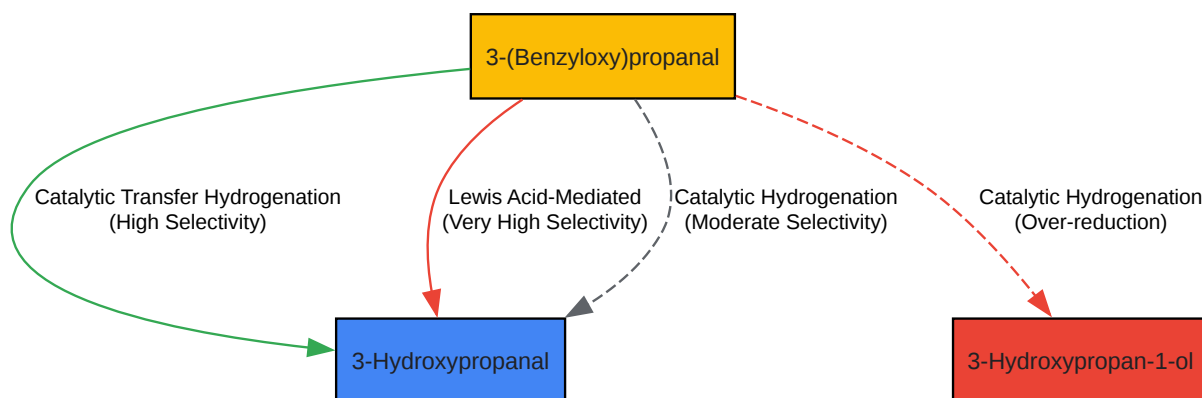 3-(Benzyloxy)propanal
Catalytic Transfer Hydrogenation
(High Selectivity)
Lewis Acid-Mediated
(Very High Selectivity)
Catalytic Hydrogenation
(Moderate Selectivity)
Catalytic Hydrogenation
(Over-reduction)
3-Hydroxypropanal
3-Hydroxypropan-1-ol